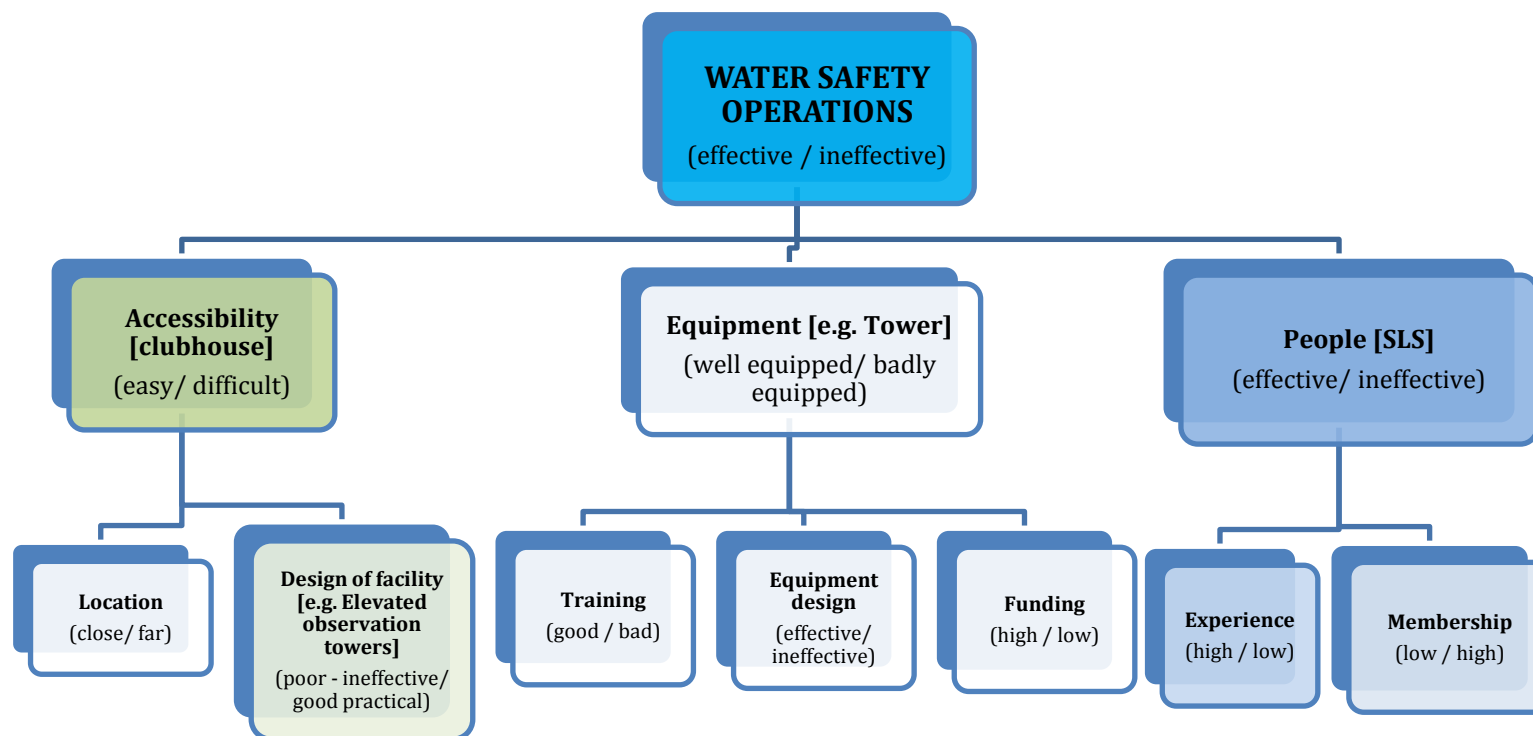 WATER SAFETY
OPERATIONS
(effective / ineffective)
Accessibility
[clubhouse]
(easy/ difficult)
Equipment [e.g. Tower]
(well equipped/ badly
equipped)
People [SLS]
(effective/ ineffective)
Location
(close/ far)
Design of facility
[e.g. Elevated
observation
towers]
(poor - ineffective/
good practical)
Training
(good / bad)
Equipment
design
(effective/
ineffective)
Funding
(high / low)
Experience
(high / low)
Membership
(low / high)